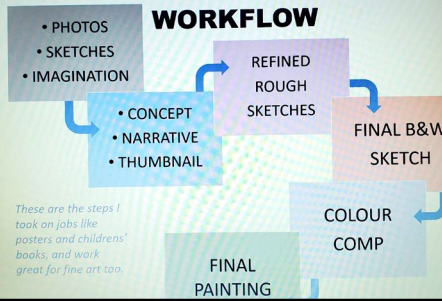 WORKFLOW
• PHOTOS
• SKETCHES
• IMAGINATION
• CONCEPT
• NARRATIVE
• THUMBNAIL
REFINED
ROUGH
SKETCHES
FINAL B&W
SKETCH
COLOUR
COMP
FINAL
PAINTING
These are the steps I
took on jobs like
posters and childrens'
books, and work
great for fine art too.